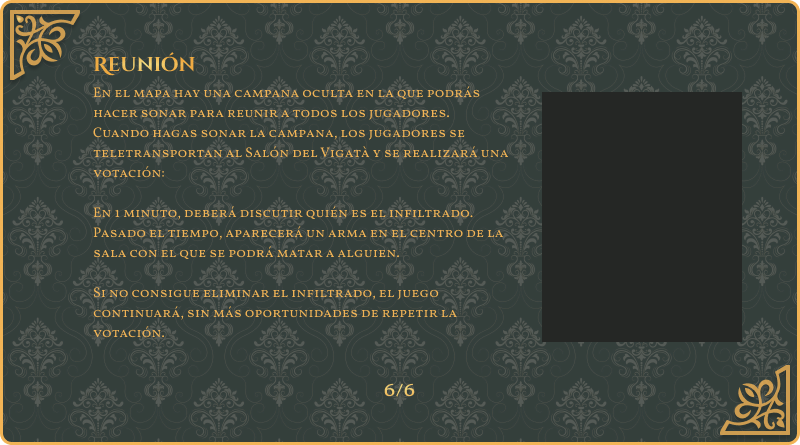 Reunión
En el mapa hay una campana oculta en la que podrás
hacer sonar para reunir a todos los jugadores.
Cuando hagas sonar la campana, los jugadores se
teletransportan al Salón del Vigatà y se realizará una
votación:
En 1 minuto, deberá discutir quién es el infiltrado.
Pasado el tiempo, aparecerá un arma en el centro de la
sala con el que se podrá matar a alguien.
Si no consigue eliminar el infiltrado, el juego
continuará, sin más oportunidades de repetir la
votación.
6/6